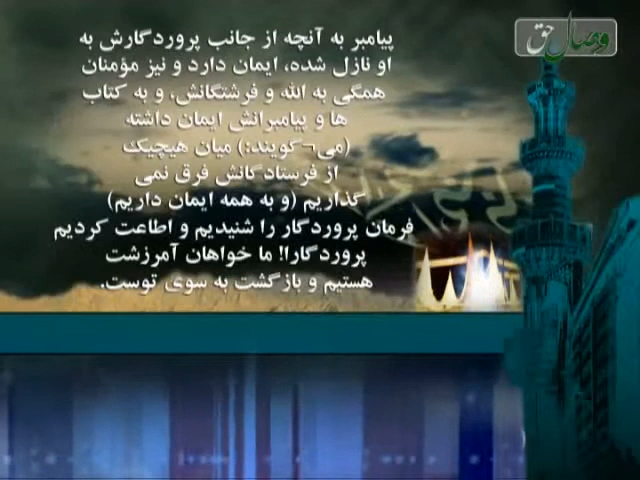 وصال حق
پیامبر به آنچه از جانب پروردگارش به
او نازل شده، ایمان دارد و نیز مؤمنان
همگی به الله و فرشتگانش، و به کتاب
ها و پیامبرانش ایمان داشته
(می¬گویند:) میان هیچیک
از فرستادگانش فرق نمی
گذاریم (و به همه ایمان داریم)
فرمان پروردگار را شنیدیم و اطاعت کردیم
پروردگارا! ما خواهان آمرزشت
هستیم و بازگشت به سوی توست.